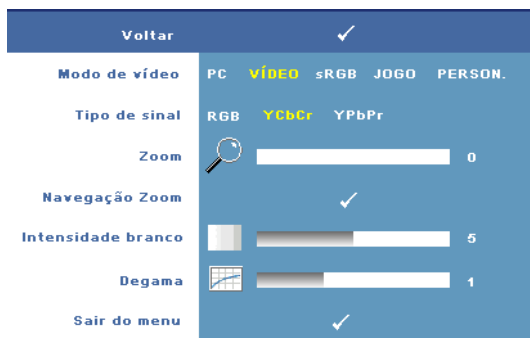 Voltar
Modo de vídeo PC VÍDEO sRGB JOGO PERSON.
Tipo de sinal RGB YCbCr YPbPr
Zoom 0
Navegação Zoom
Intensidade branco 5
Degama 1
Sair do menu